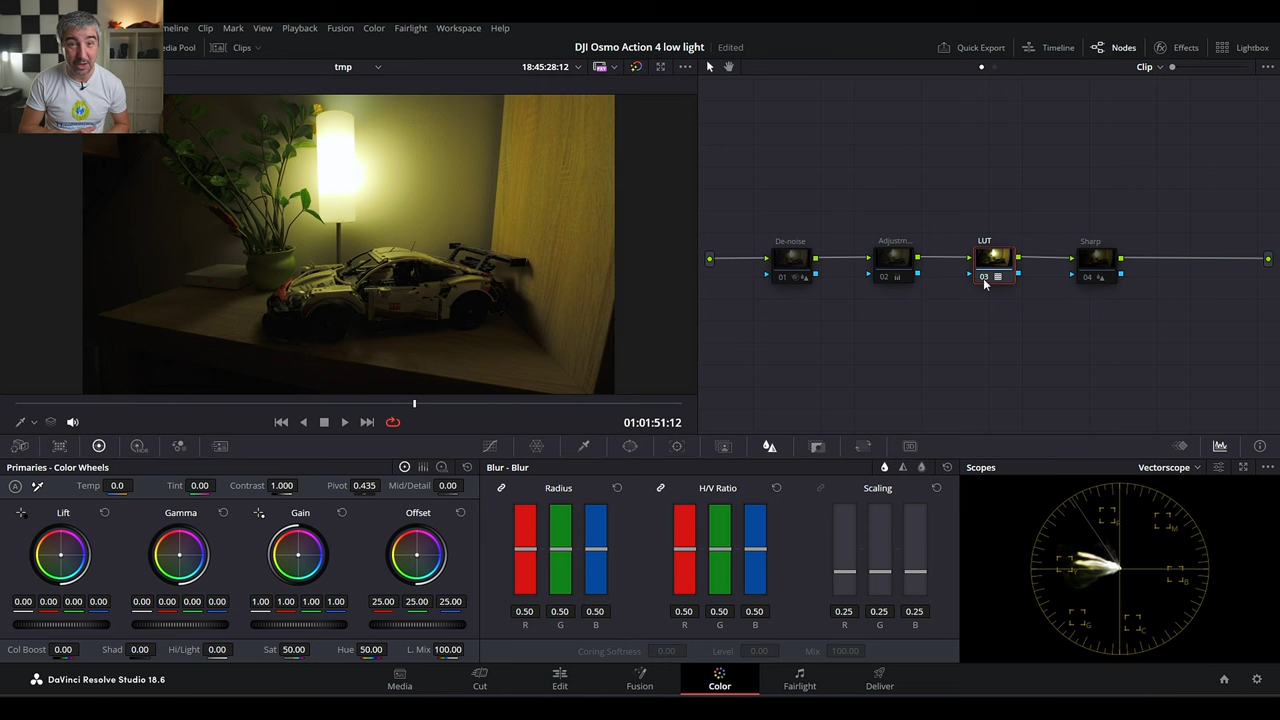 meline Clip Mark View Playback Fusion Color Fairlight Workspace Help
edia Pool Clips DJI Osmo Action 4 low light Edited Quick Export Timeline Nodes Effects Lightbox
tmp 18:45:28:12 Clip
De-noise Adjustm... LUT Sharp
01 02 03 04
01:01:51:12
Primaries - Color Wheels Blur - Blur Scopes Vectorscope
A Temp 0.0 Tint 0.00 Contrast 1.000 Pivot 0.435 Mid/Detail 0.00 Radius H/V Ratio Scaling
Lift Gamma Gain Offset
0.00 0.00 0.00 0.00 0.00 0.00 0.00 0.00 1.00 1.00 1.00 1.00 25.00 25.00 25.00 0.50 0.50 0.50 0.50 0.50 0.50 0.25 0.25 0.25
R G B R G B R G B
Col Boost 0.00 Shad 0.00 Hi/Light 0.00 Sat 50.00 Hue 50.00 L. Mix 100.00 Coring Softness 0.00 Level 0.00 Mix 100.00
DaVinci Resolve Studio 18.6 Media Cut Edit Fusion Color Fairlight Deliver